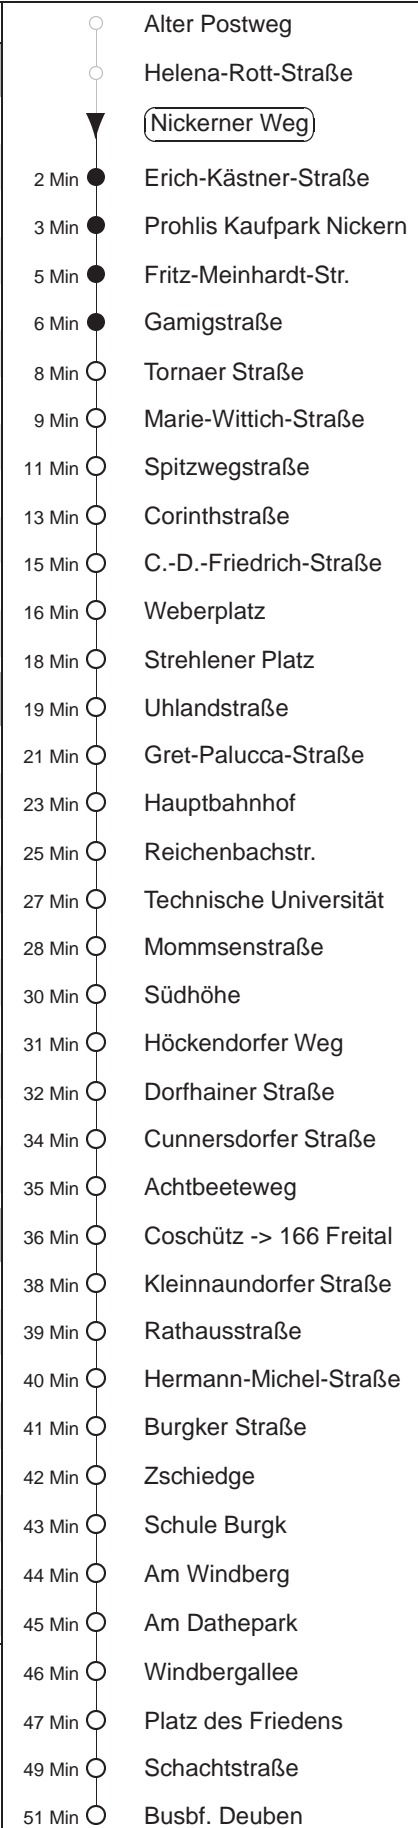 Alter Postweg
Helena-Rott-Straße
Nickerner Weg
2 Min Erich-Kästner-Straße
3 Min Prohlis Kaufpark Nickern
5 Min Fritz-Meinhardt-Str.
6 Min Gamigstraße
8 Min Tornaer Straße
9 Min Marie-Wittich-Straße
11 Min Spitzwegstraße
13 Min Corinthstraße
15 Min C.-D.-Friedrich-Straße
16 Min Weberplatz
18 Min Strehlener Platz
19 Min Uhlandstraße
21 Min Gret-Palucca-Straße
23 Min Hauptbahnhof
25 Min Reichenbachstr.
27 Min Technische Universität
28 Min Mommsenstraße
30 Min Südhöhe
31 Min Höckendorfer Weg
32 Min Dorfhainer Straße
34 Min Cunnersdorfer Straße
35 Min Achtbeeteweg
36 Min Coschütz -> 166 Freital
38 Min Kleinnaundorfer Straße
39 Min Rathausstraße
40 Min Hermann-Michel-Straße
41 Min Burgker Straße
42 Min Zschiedge
43 Min Schule Burgk
44 Min Am Windberg
45 Min Am Dathepark
46 Min Windbergallee
47 Min Platz des Friedens
49 Min Schachtstraße
51 Min Busbf. Deuben